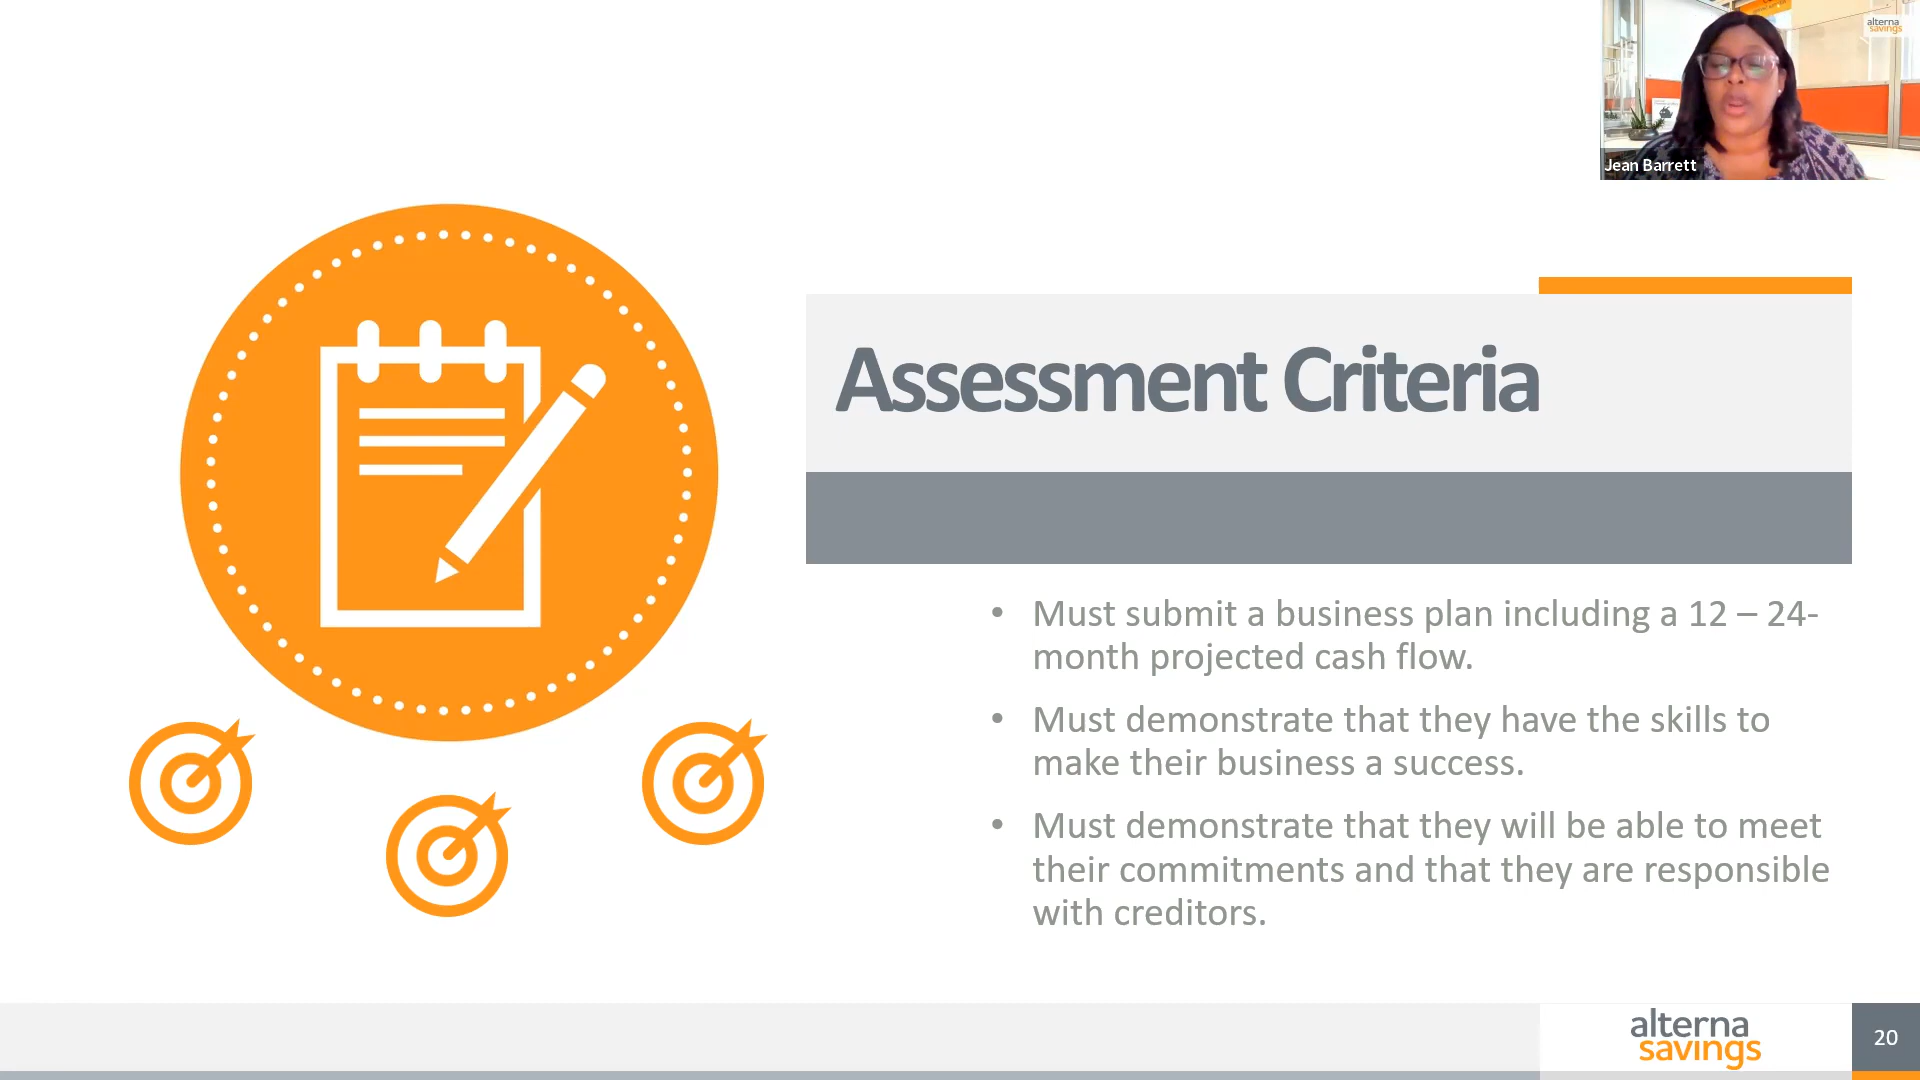 alterna
savings
Jean Barrett
Assessment Criteria
• Must submit a business plan including a 12 – 24-
month projected cash flow.
• Must demonstrate that they have the skills to
make their business a success.
• Must demonstrate that they will be able to meet
their commitments and that they are responsible
with creditors.
alterna
savings
20